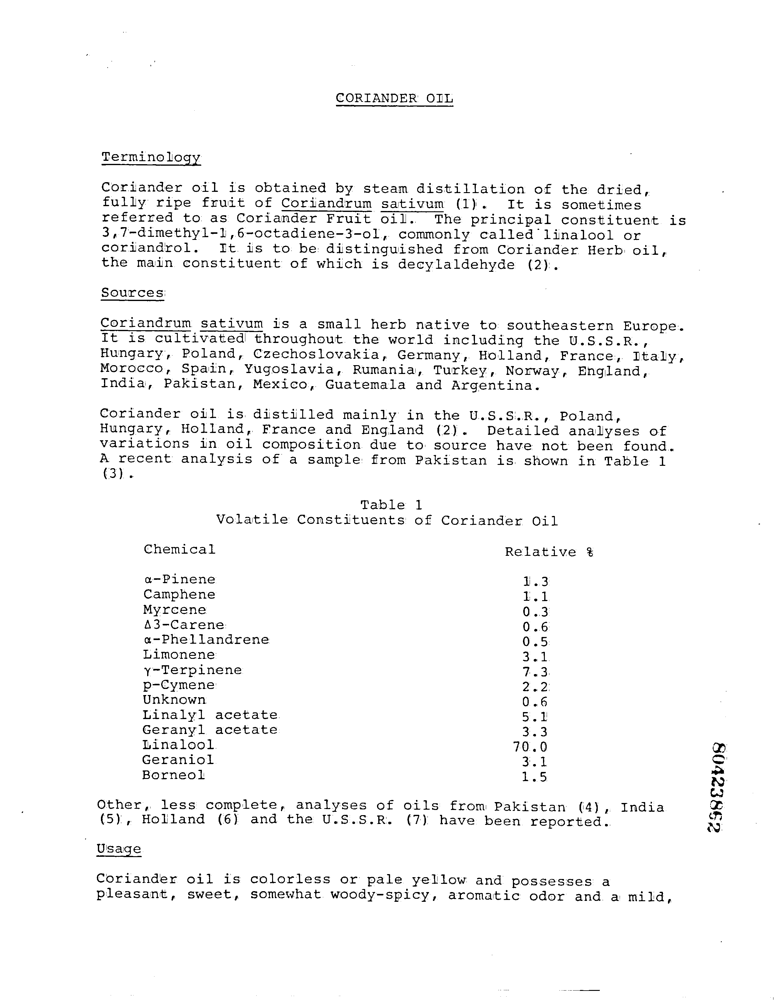 CORIANDER OIL
Terminology
Coriander oil is obtained by steam distillation of the dried,
fully ripe fruit of Coriandrum sativum (1). It is sometimes
referred to as Coriander Fruit oil. The principal constituent is
3,7-dimethyl-1,6-octadiene-3-ol, commonly called linalool or
coriandrol. It is to be distinguished from Coriander Herb oil,
the main constituent of which is decylaldehyde (2).
Sources
Coriandrum sativum is a small herb native to southeastern Europe.
It is cultivated throughout the world including the U.S.S.R.,
Hungary, Poland, Czechoslovakia, Germany, Holland, France, Italy,
Morocco, Spain, Yugoslavia, Rumania, Turkey, Norway, England,
India, Pakistan, Mexico, Guatemala and Argentina.
Coriander oil is distilled mainly in the U.S.S.R., Poland,
Hungary, Holland, France and England (2). Detailed analyses of
variations in oil composition due to source have not been found.
A recent analysis of a sample from Pakistan is shown in Table 1
(3).
Table 1
Volatile Constituents of Coriander Oil
Chemical Relative %
α-Pinene 1.3
Camphene 1.1
Myrcene 0.3
Δ3-Carene 0.6
α-Phellandrene 0.5
Limonene 3.1
γ-Terpinene 7.3
p-Cymene 2.2
Unknown 0.6
Linalyl acetate 5.1
Geranyl acetate 3.3
Linalool 70.0
Geraniol 3.1
Borneol 1.5
Other, less complete, analyses of oils from Pakistan (4), India
(5), Holland (6) and the U.S.S.R. (7) have been reported.
Usage
Coriander oil is colorless or pale yellow and possesses a
pleasant, sweet, somewhat woody-spicy, aromatic odor and a mild,
80423862